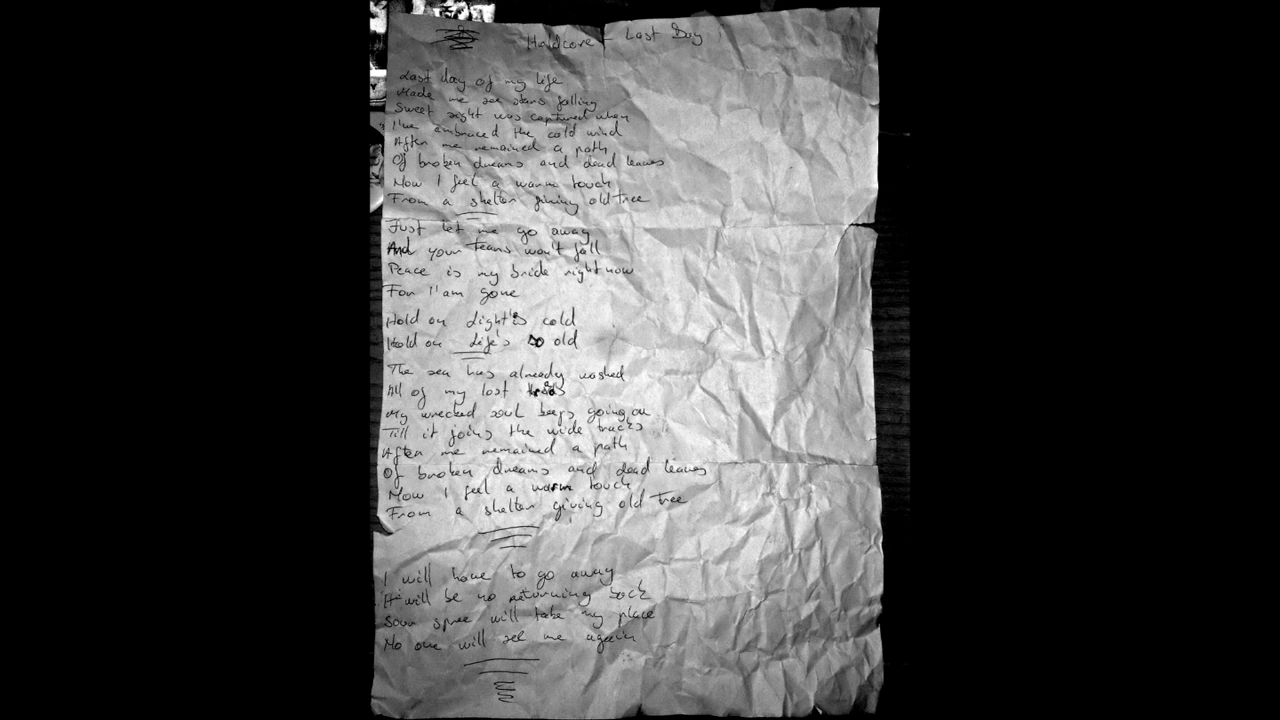 Holdcore - Last Day
Last day of my life
Made me see stars falling
Sweet sight was captured when
I've embraced the cold wind
After me remained a path
Of broken dreams and dead leaves
Now I feel a warm touch
From a shelter giving old tree
Just let me go away
And your tears won't fall
Peace is my bride right now
For I'am gone
Hold on Light's cold
Hold on Life's old
The sea has already washed
All of my lost
My wrecked soul keeps going on
Till it joins the wide tracks
After me remained a path
Of broken dreams and dead leaves
Now I feel a warm touch
From a shelter giving old tree
I will have to go away
It will be no returning back
Soon will take my place
No one will see me again